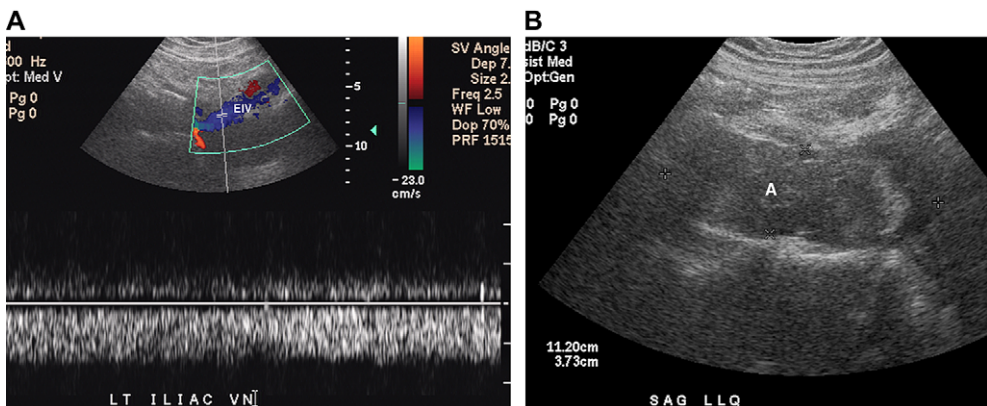 A
00 Hz
pt: Med V
Pg 0
Pg 0
EIV
-5
-10
-23.0
cm/s
SV Angle
Dep 7.
Size 2.
Freq 2.5
WF Low
Dop 70%
PRF 1515
LT ILIAC VN
B
dB/C 3
sist Med
Opt:Gen
0 Pg 0
0 Pg 0
A
11.20cm
3.73cm
SAG LLQ